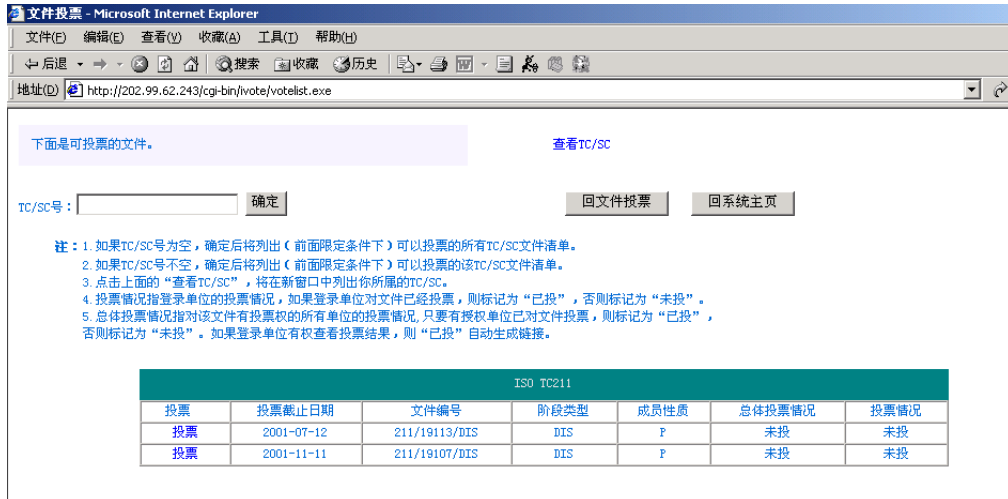 文件投票 - Microsoft Internet Explorer
文件(F) 编辑(E) 查看(V) 收藏(A) 工具(T) 帮助(H)
后退 搜索 收藏 历史
地址(D) http://202.99.62.243/cgi-bin/ivote/votelist.exe
下面是可投票的文件。 查看TC/SC
TC/SC号： 确定 回文件投票 回系统主页
注：1.如果TC/SC号为空，确定后将列出（前面限定条件下）可以投票的所有TC/SC文件清单。
2.如果TC/SC号不空，确定后将列出（前面限定条件下）可以投票的该TC/SC文件清单。
3.点击上面的“查看TC/SC”，将在新窗口中列出你所属的TC/SC。
4.投票情况指登录单位的投票情况，如果登录单位对文件已经投票，则标记为“已投”，否则标记为“未投”。
5.总体投票情况指对该文件有投票权的所有单位的投票情况,只要有授权单位已对文件投票，则标记为“已投”，
否则标记为“未投”。如果登录单位有权查看投票结果，则“已投”自动生成链接。
ISO TC211
投票 投票截止日期 文件编号 阶段类型 成员性质 总体投票情况 投票情况
投票 2001-07-12 211/19113/DIS DIS P 未投 未投
投票 2001-11-11 211/19107/DIS DIS P 未投 未投